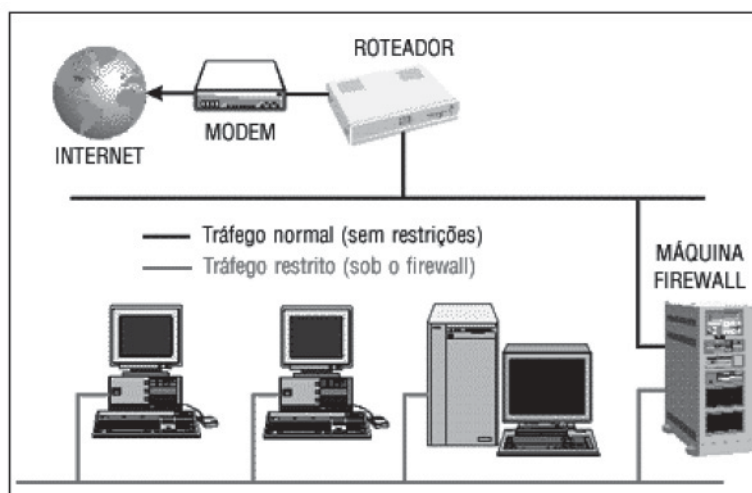 ROTEADOR
MODEM
INTERNET
Tráfego normal (sem restrições)
Tráfego restrito (sob o firewall)
MÁQUINA
FIREWALL